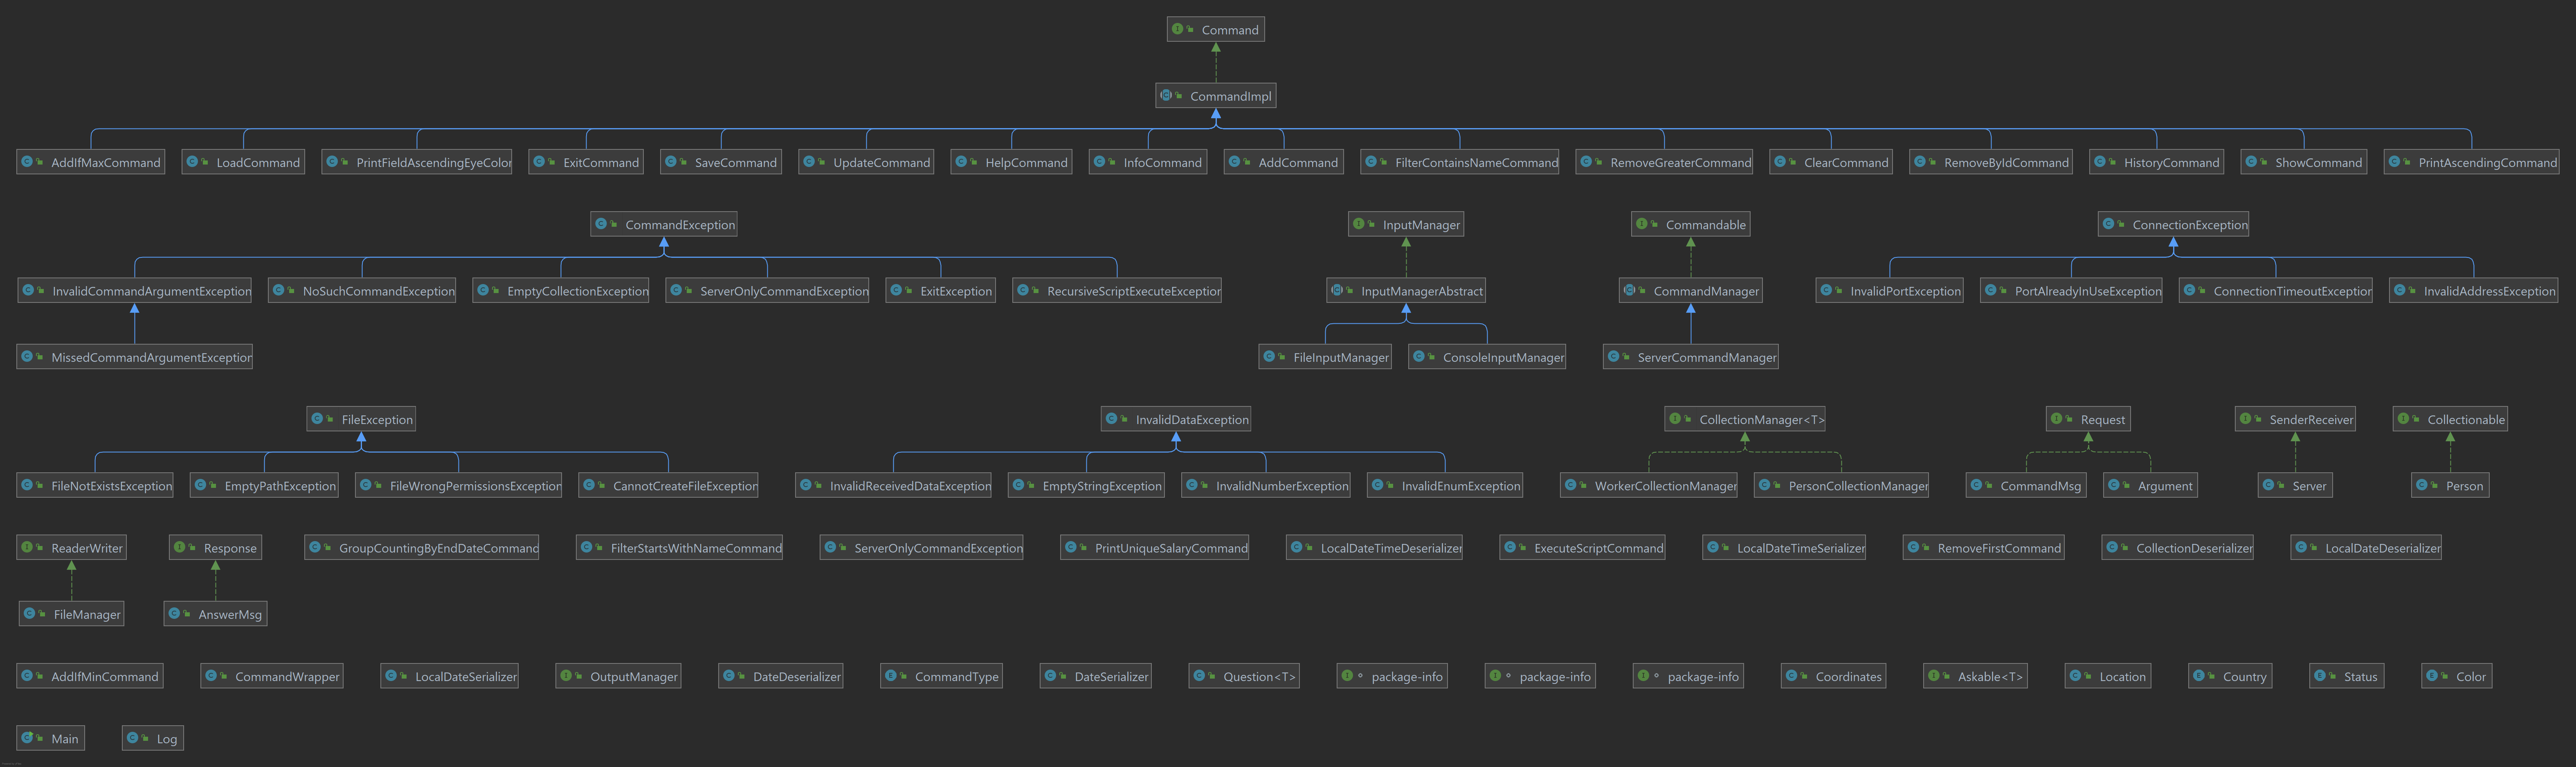 Command
CommandImpl
AddIfMaxCommand LoadCommand PrintFieldAscendingEyeColor ExitCommand SaveCommand UpdateCommand HelpCommand InfoCommand AddCommand FilterContainsNameCommand RemoveGreaterCommand ClearCommand RemoveByIdCommand HistoryCommand ShowCommand PrintAscendingCommand
CommandException InputManager Commandable ConnectionException
InvalidCommandArgumentException NoSuchCommandException EmptyCollectionException ServerOnlyCommandException ExitException RecursiveScriptExecuteException InputManagerAbstract CommandManager InvalidPortException PortAlreadyInUseException ConnectionTimeoutException InvalidAddressException
MissedCommandArgumentException FileInputManager ConsoleInputManager ServerCommandManager
FileException InvalidDataException CollectionManager<T> Request SenderReceiver Collectionable
FileNotExistsException EmptyPathException FileWrongPermissionsException CannotCreateFileException InvalidReceivedDataException EmptyStringException InvalidNumberException InvalidEnumException WorkerCollectionManager PersonCollectionManager CommandMsg Argument Server Person
ReaderWriter Response GroupCountingByEndDateCommand FilterStartsWithNameCommand ServerOnlyCommandException PrintUniqueSalaryCommand LocalDateTimeDeserializer ExecuteScriptCommand LocalDateTimeSerializer RemoveFirstCommand CollectionDeserializer LocalDateDeserializer
FileManager AnswerMsg
AddIfMinCommand CommandWrapper LocalDateSerializer OutputManager DateDeserializer CommandType DateSerializer Question<T> package-info package-info package-info Coordinates Askable<T> Location Country Status Color
Main Log